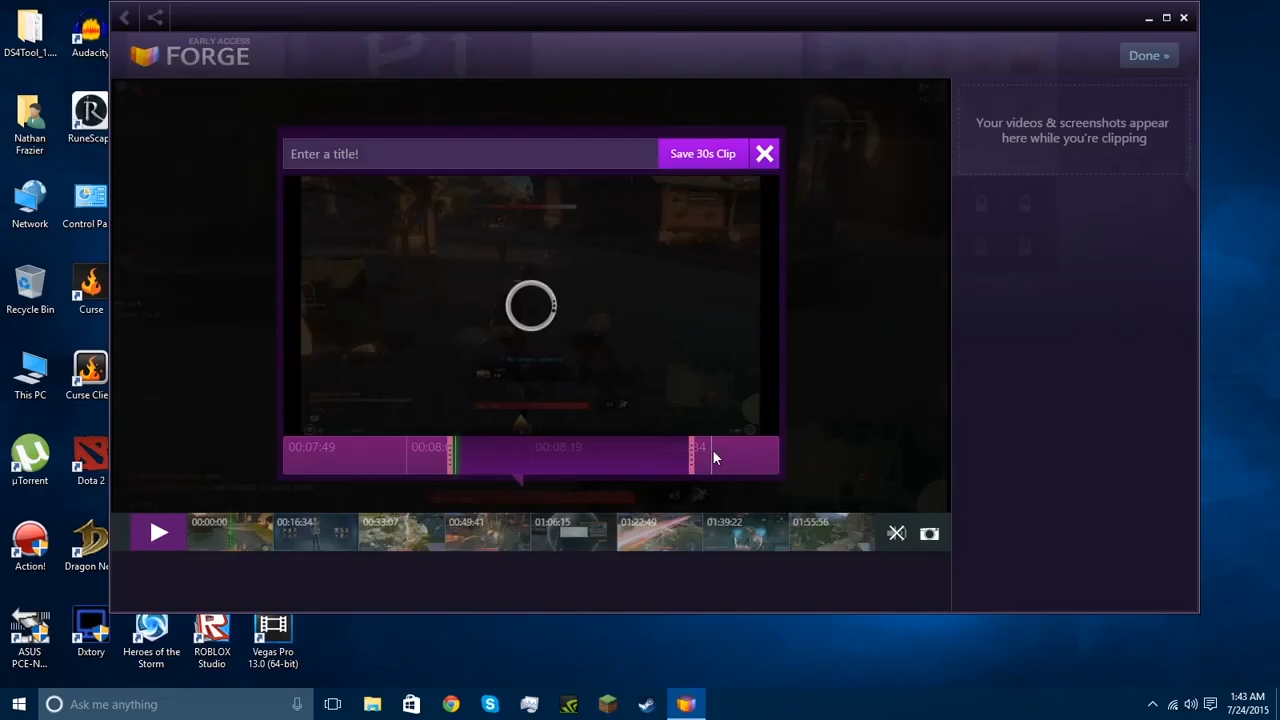 EARLY ACCESS
FORGE
Done »
Your videos & screenshots appear
here while you're clipping
Enter a title!
Save 30s Clip
00:07:49
00:08:
00:08:19
34
00:00:00
00:16:34
00:33:07
00:49:41
01:06:15
01:22:49
01:39:22
01:55:56
DS4Tool_1....
Audacity
Nathan
Frazier
RuneScap
Network
Control Pa
Recycle Bin
Curse
This PC
Curse Clie
µTorrent
Dota 2
Action!
Dragon Ne
ASUS
PCE-N...
Dxtory
Heroes of the
Storm
ROBLOX
Studio
Vegas Pro
13.0 (64-bit)
Ask me anything
1:43 AM
7/24/2015